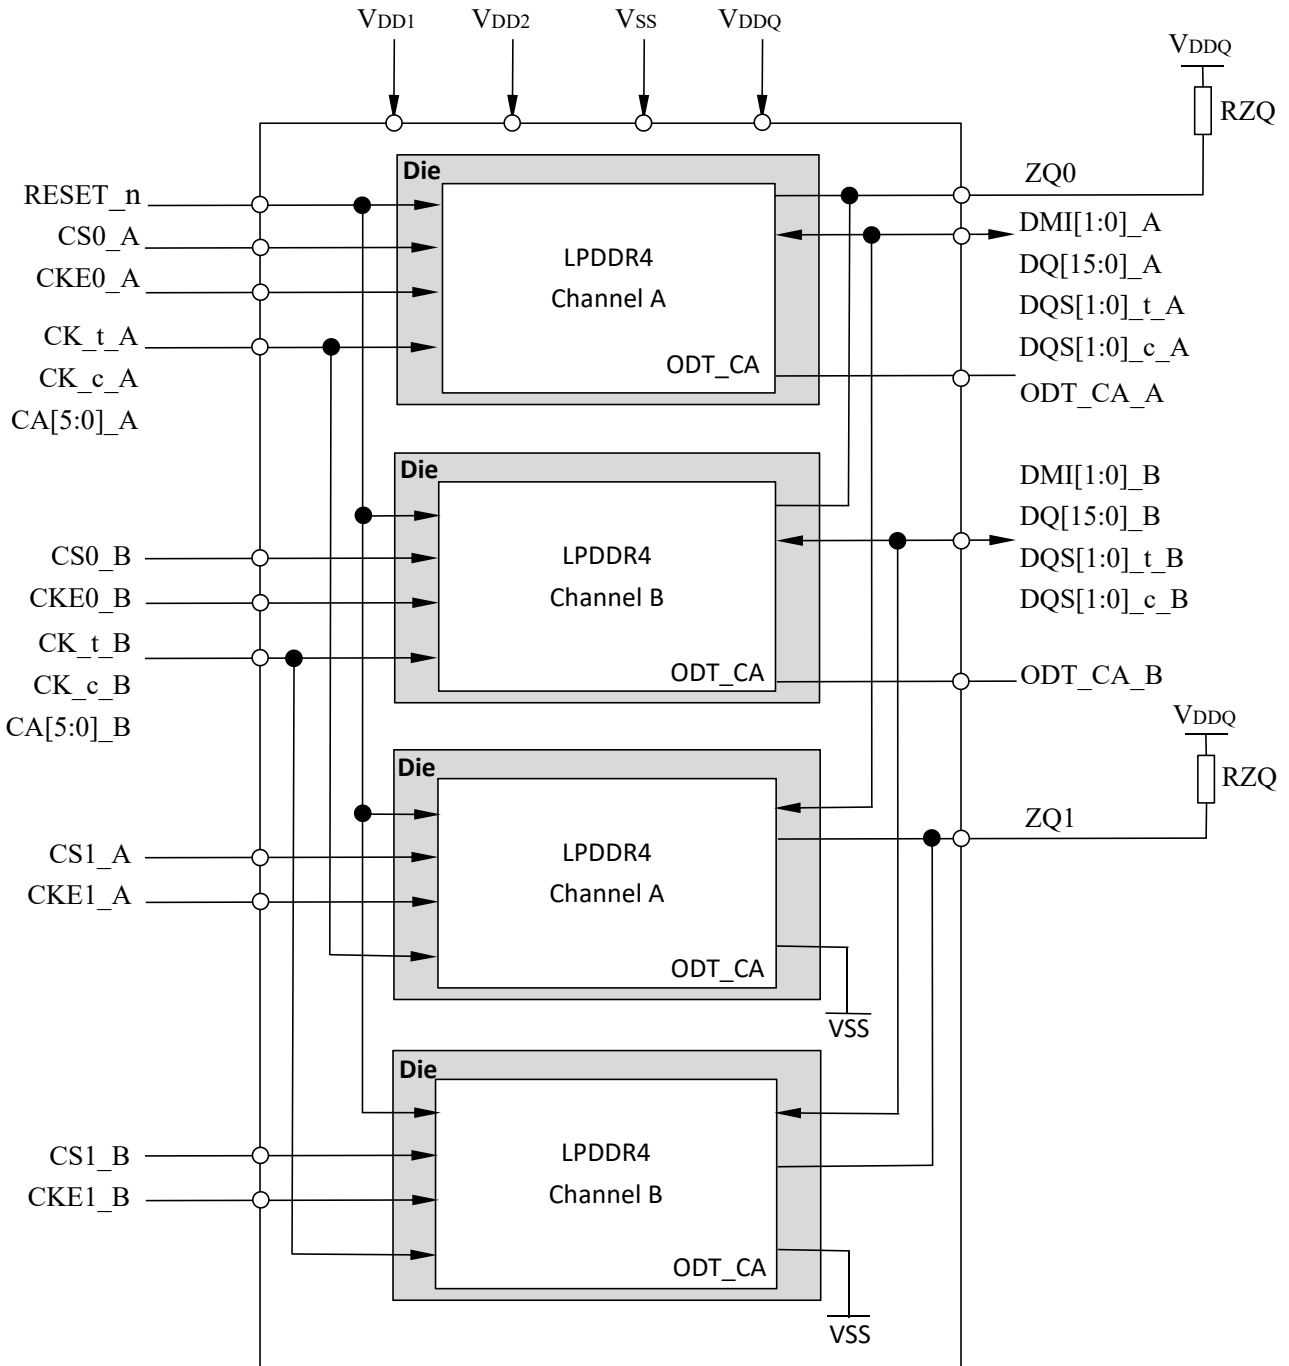 VDD1
VDD2
VSS
VDDQ
VDDQ
RZQ
Die
ZQ0
RESET_n
CS0_A
CKE0_A
CK_t_A
CK_c_A
CA[5:0]_A
LPDDR4
Channel A
ODT_CA
DMI[1:0]_A
DQ[15:0]_A
DQS[1:0]_t_A
DQS[1:0]_c_A
ODT_CA_A
Die
CS0_B
CKE0_B
CK_t_B
CK_c_B
CA[5:0]_B
LPDDR4
Channel B
ODT_CA
DMI[1:0]_B
DQ[15:0]_B
DQS[1:0]_t_B
DQS[1:0]_c_B
ODT_CA_B
VDDQ
RZQ
Die
ZQ1
CS1_A
CKE1_A
LPDDR4
Channel A
ODT_CA
VSS
Die
CS1_B
CKE1_B
LPDDR4
Channel B
ODT_CA
VSS